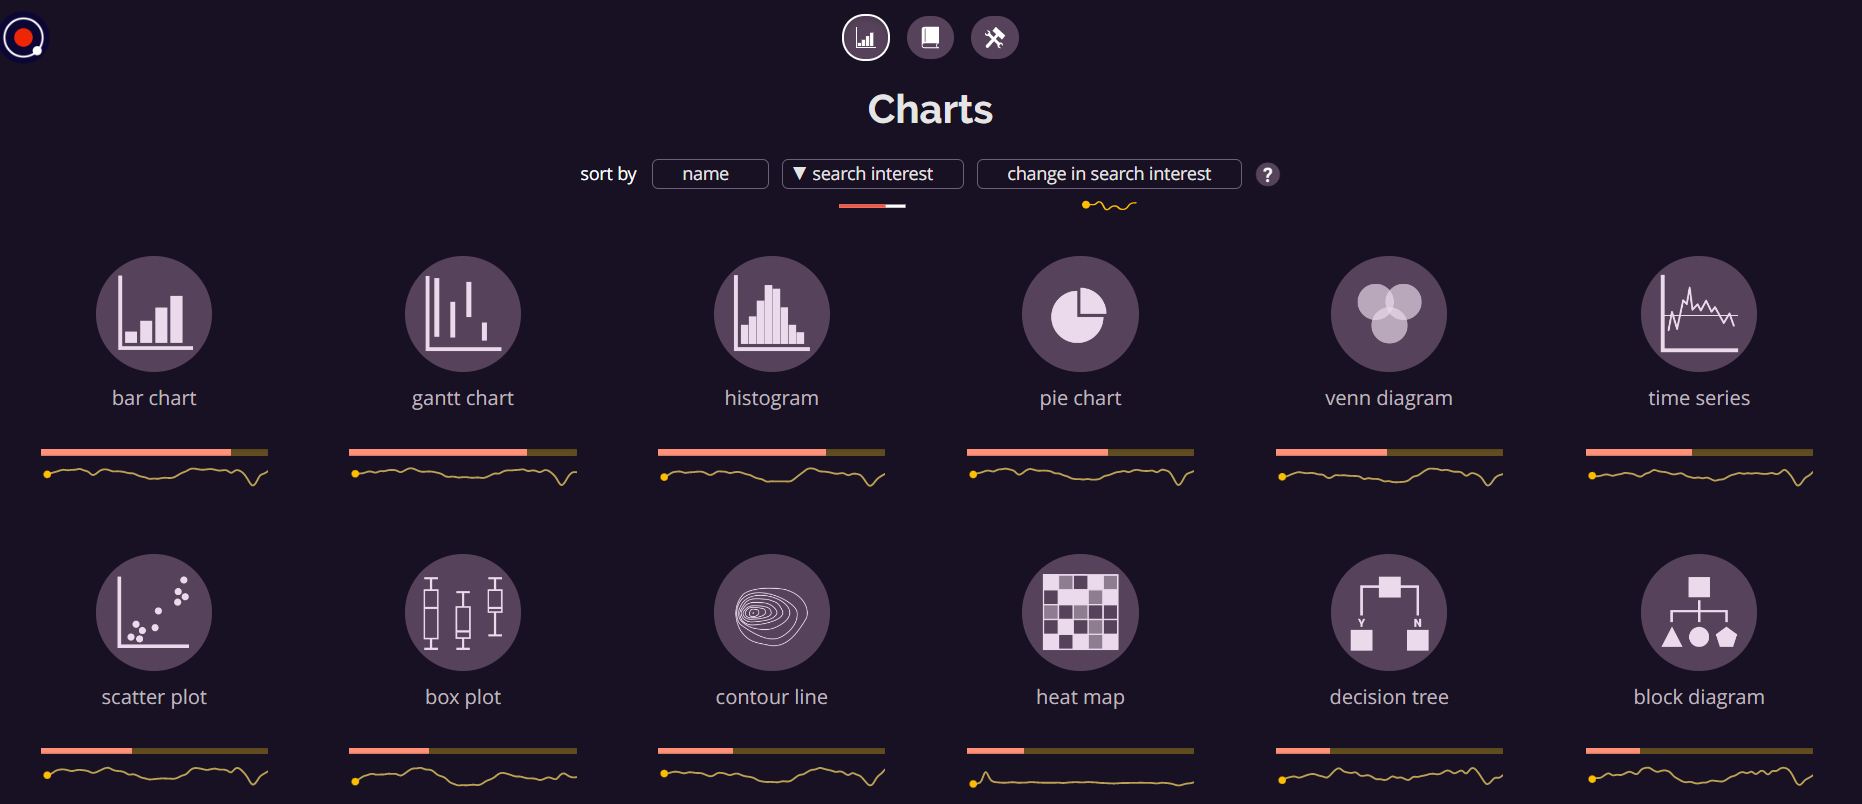 Charts
sort by name ▼ search interest change in search interest ?
bar chart gantt chart histogram pie chart venn diagram time series
Y N
scatter plot box plot contour line heat map decision tree block diagram